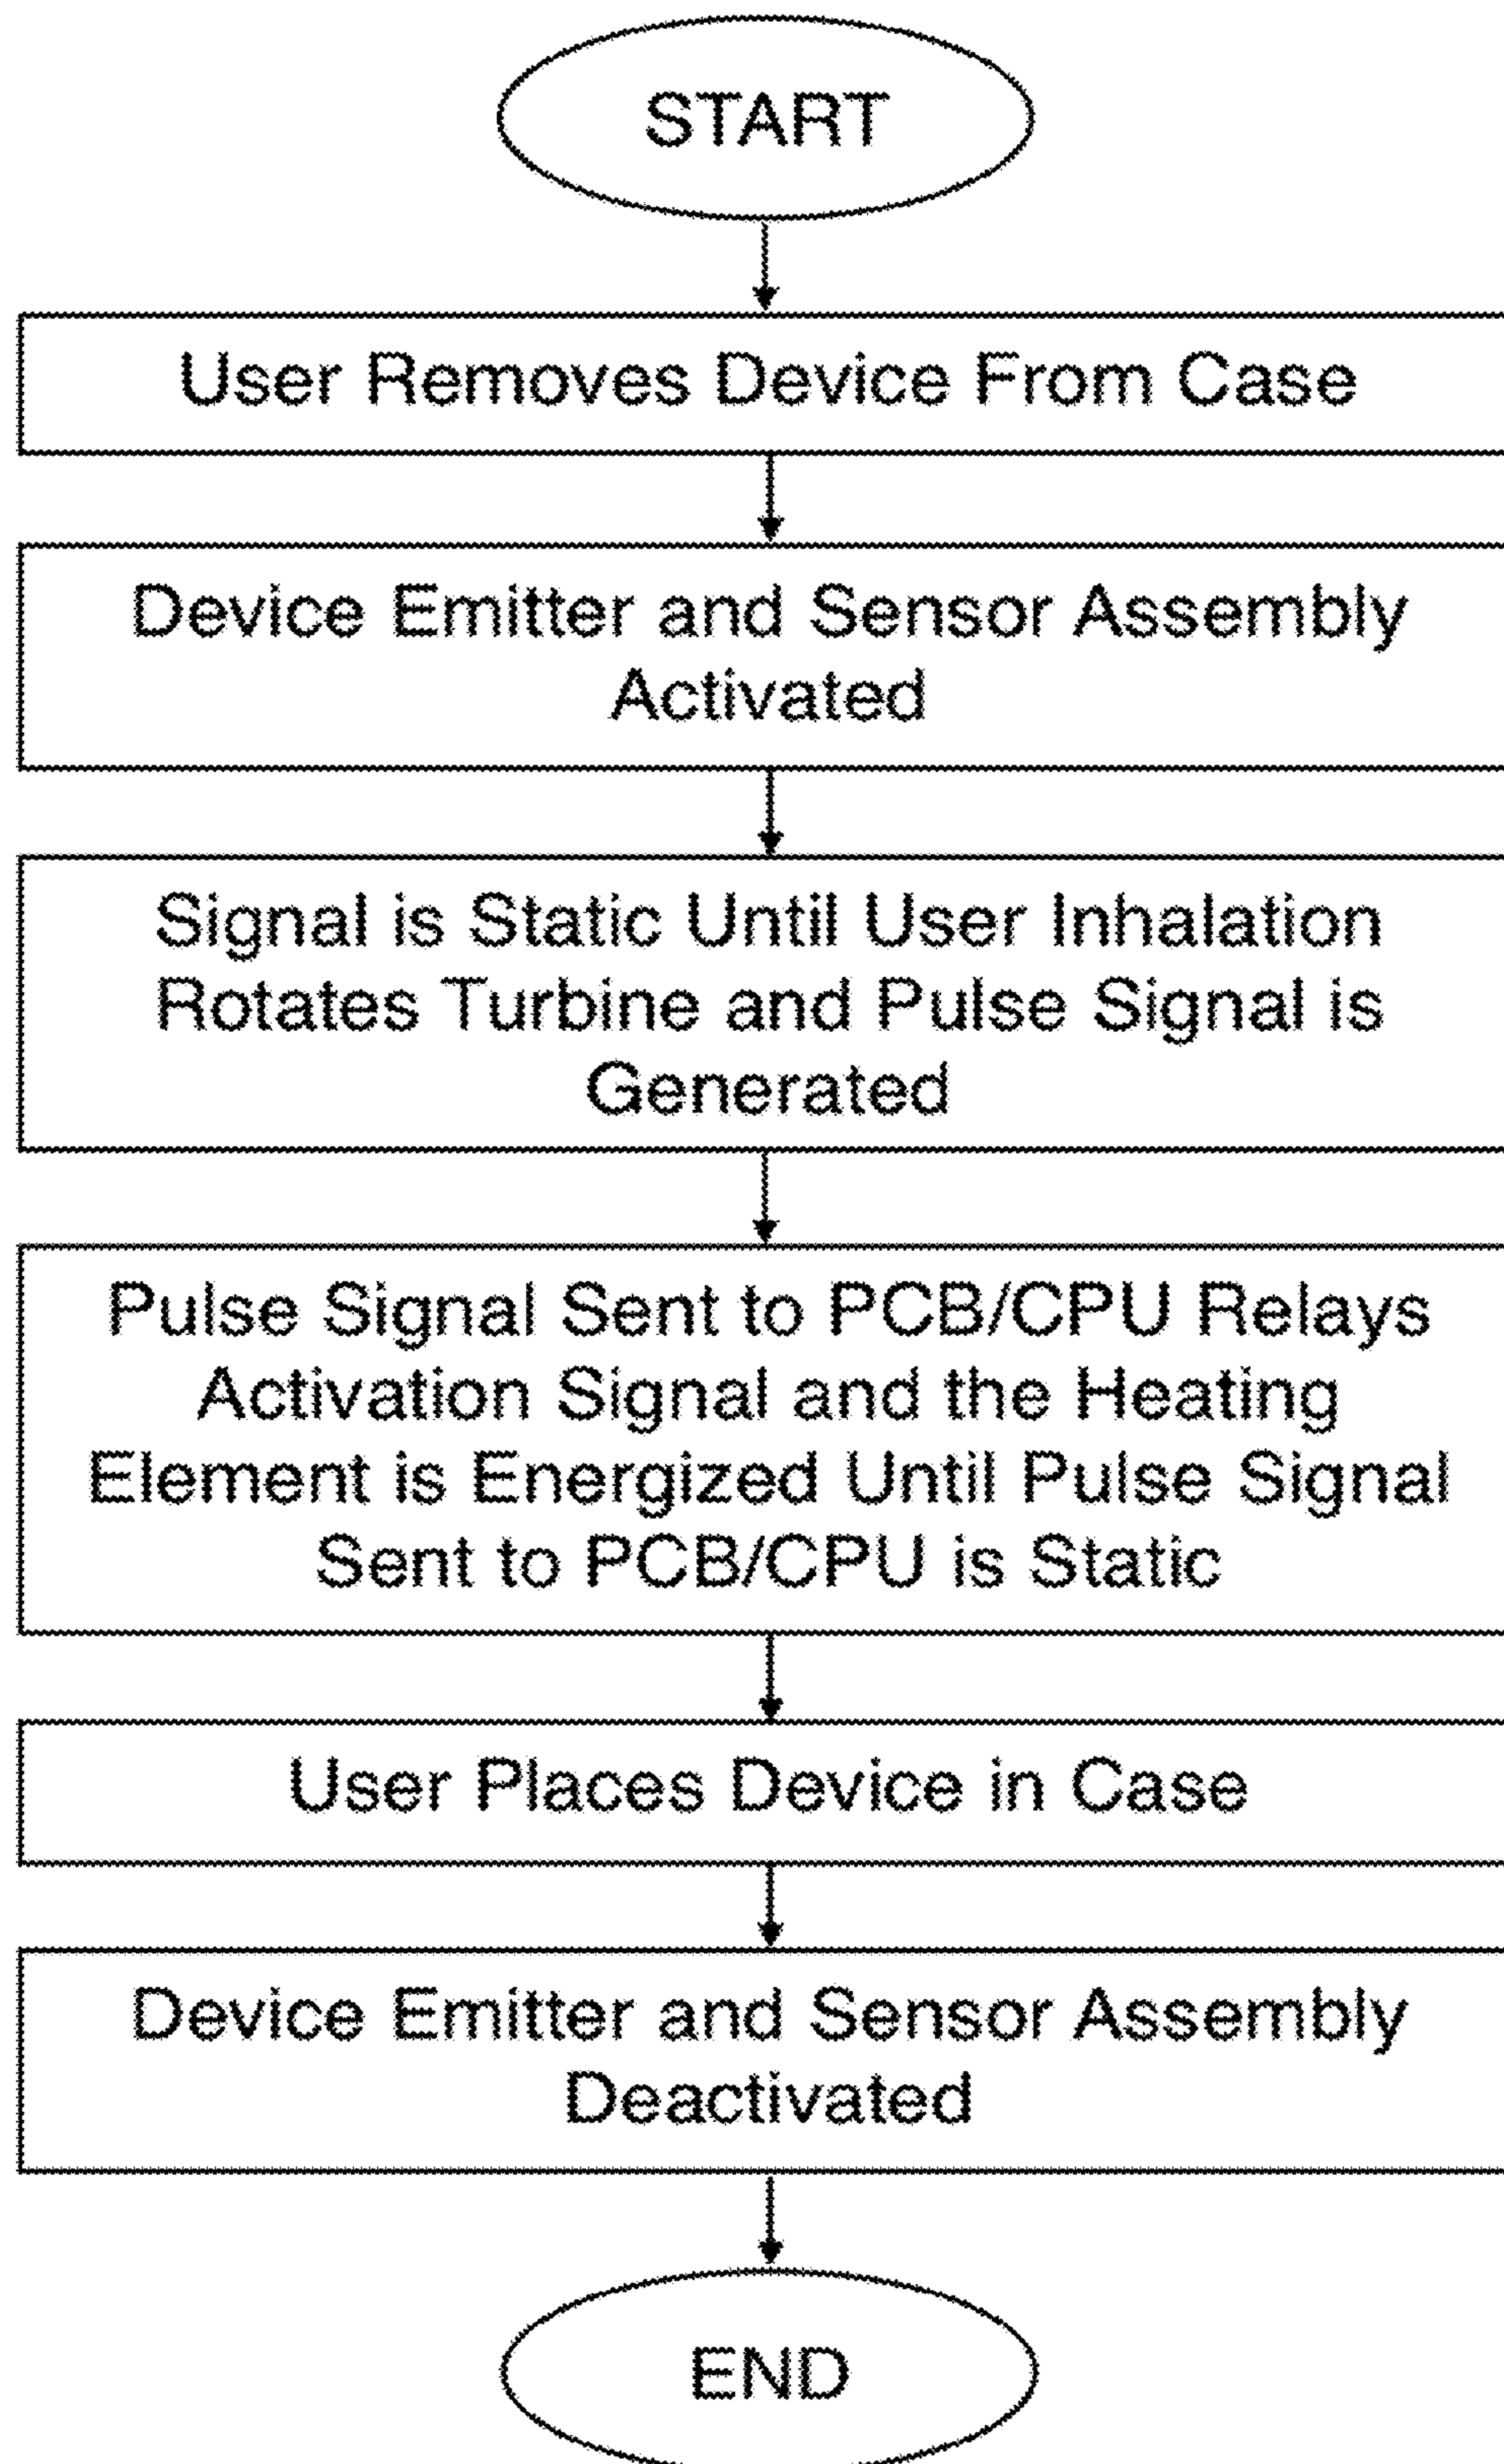 START
User Removes Device From Case
Device Emitter and Sensor Assembly
Activated
Signal is Static Until User Inhalation
Rotates Turbine and Pulse Signal is
Generated
Pulse Signal Sent to PCB/CPU Relays
Activation Signal and the Heating
Element is Energized Until Pulse Signal
Sent to PCB/CPU is Static
User Places Device in Case
Device Emitter and Sensor Assembly
Deactivated
END